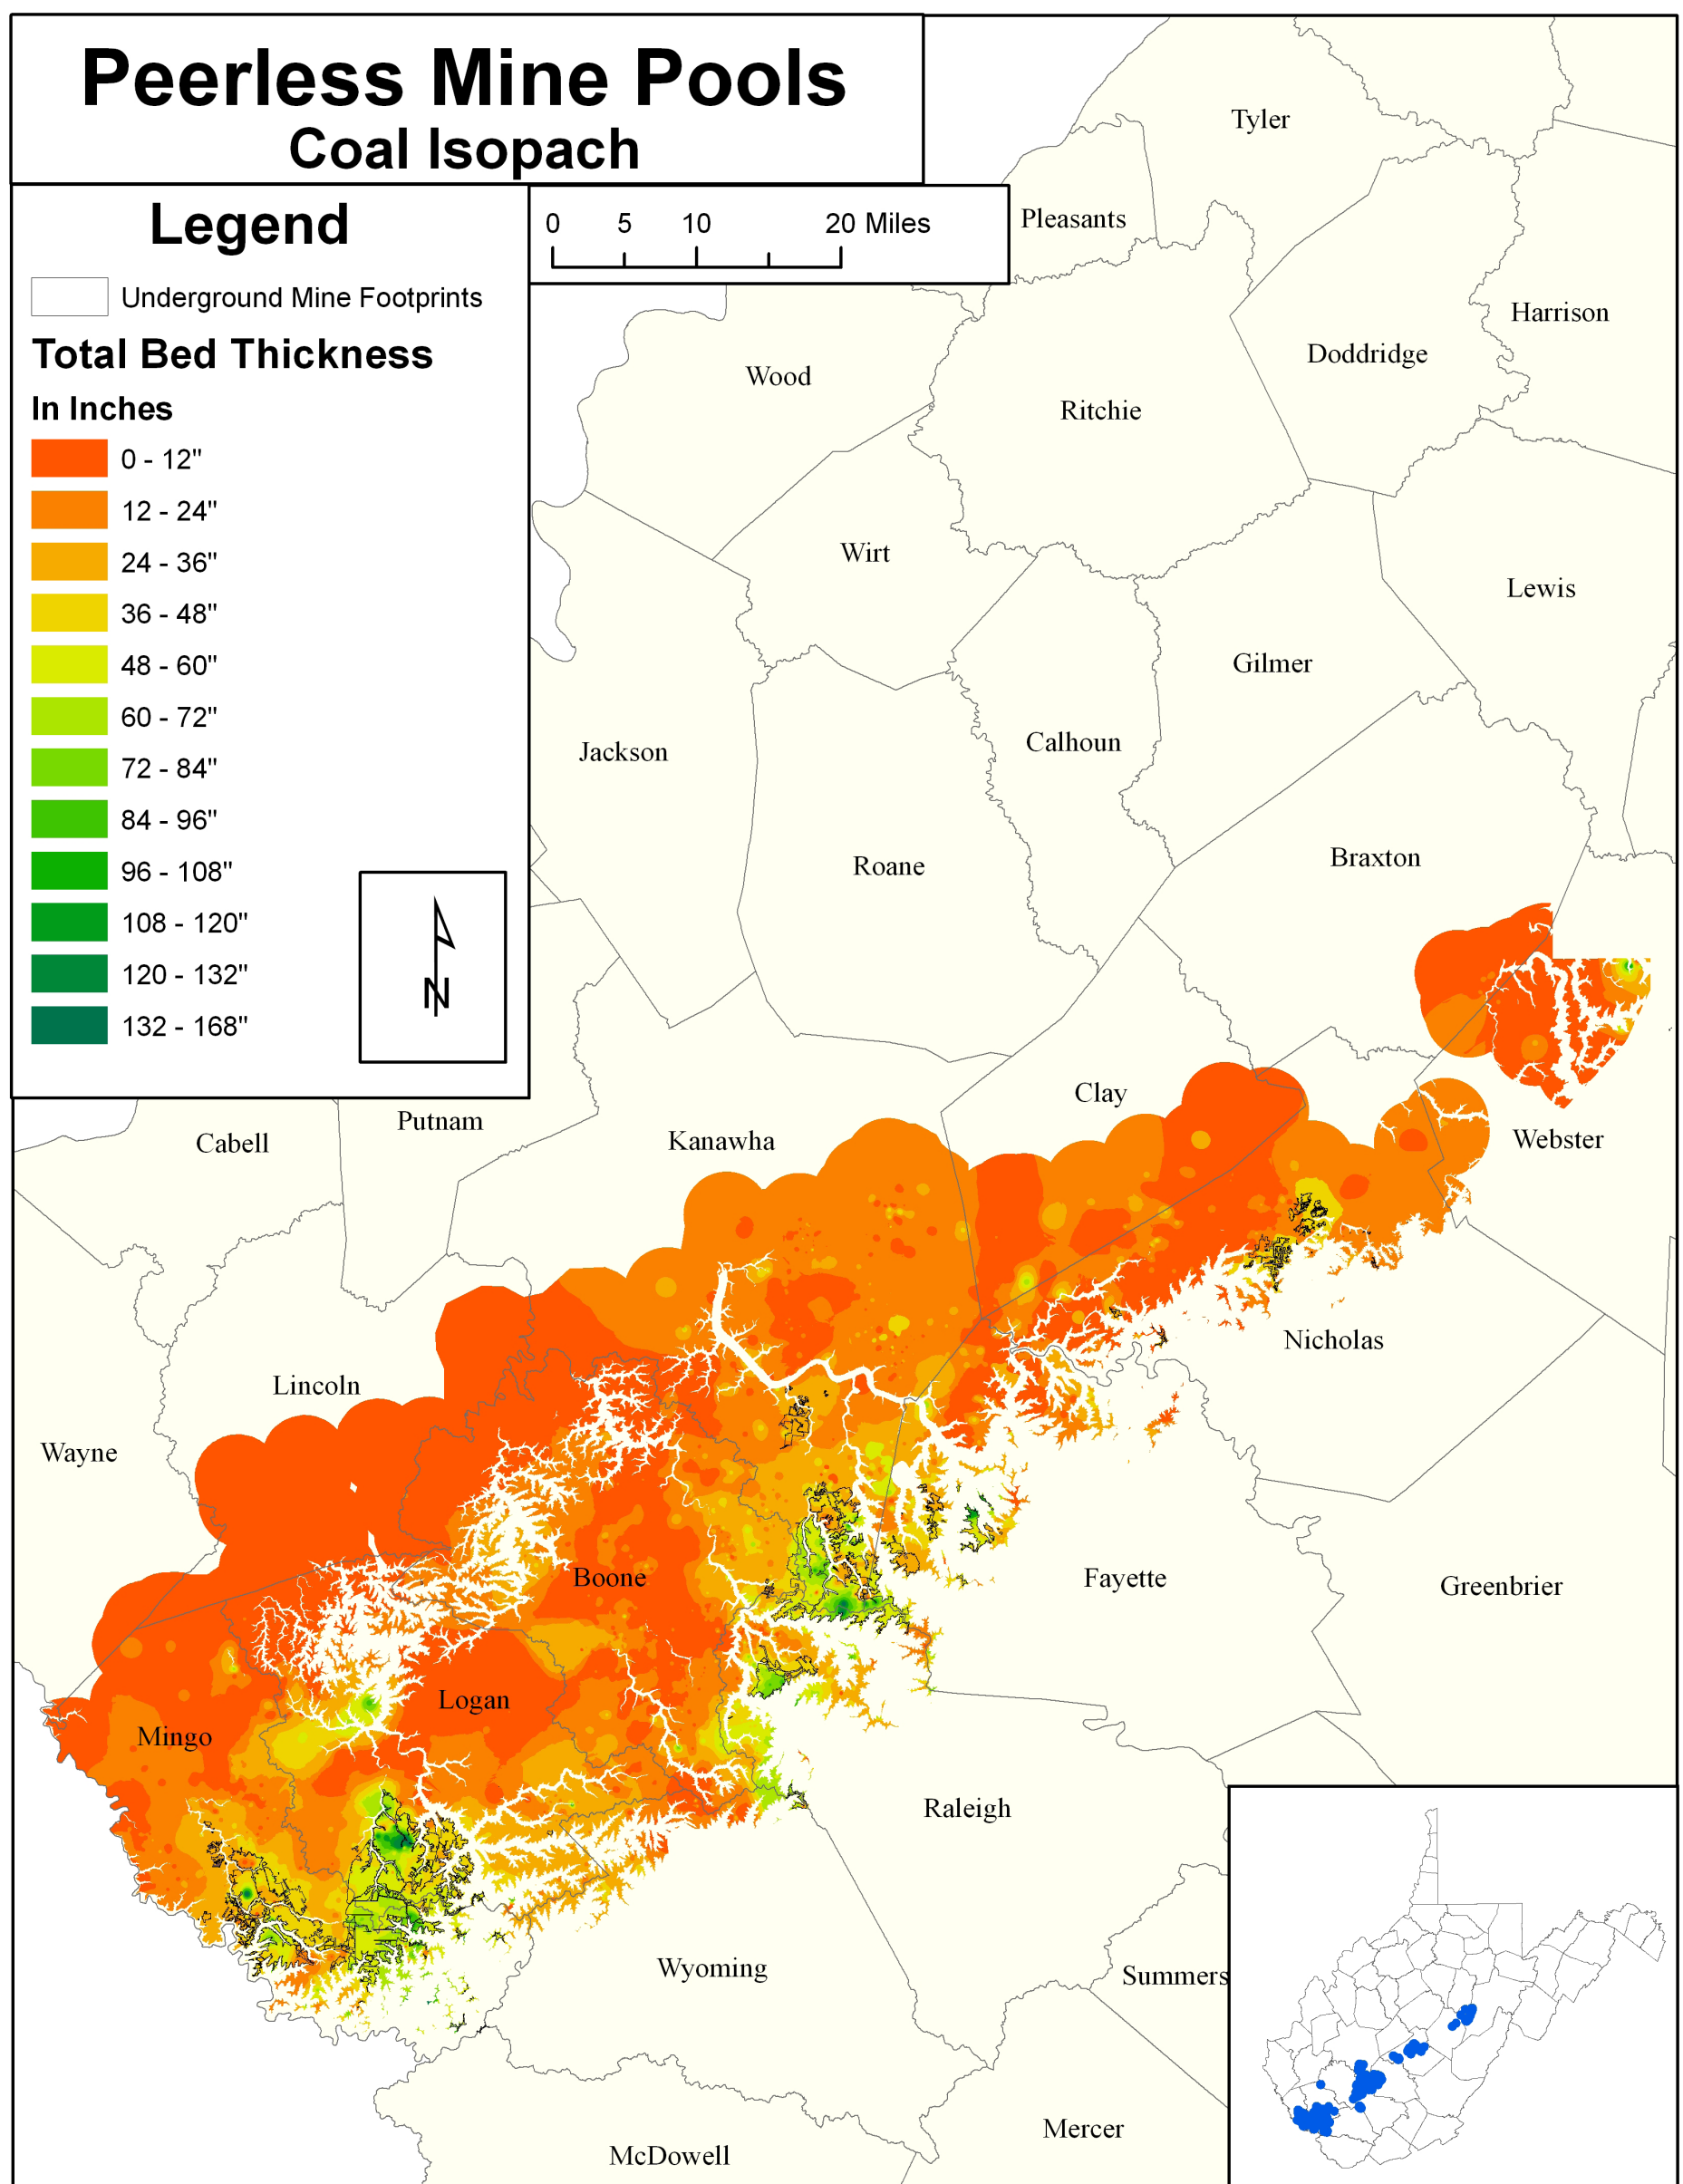 Peerless Mine Pools
Coal Isopach
Legend
Underground Mine Footprints
Total Bed Thickness
In Inches
0 - 12"
12 - 24"
24 - 36"
36 - 48"
48 - 60"
60 - 72"
72 - 84"
84 - 96"
96 - 108"
108 - 120"
120 - 132"
132 - 168"
N
0 5 10 20 Miles
Tyler
Pleasants
Harrison
Doddridge
Wood
Ritchie
Wirt
Lewis
Gilmer
Calhoun
Jackson
Braxton
Roane
Clay
Putnam
Kanawha
Cabell
Webster
Nicholas
Lincoln
Wayne
Boone
Fayette
Greenbrier
Logan
Mingo
Raleigh
Wyoming
Summers
Mercer
McDowell